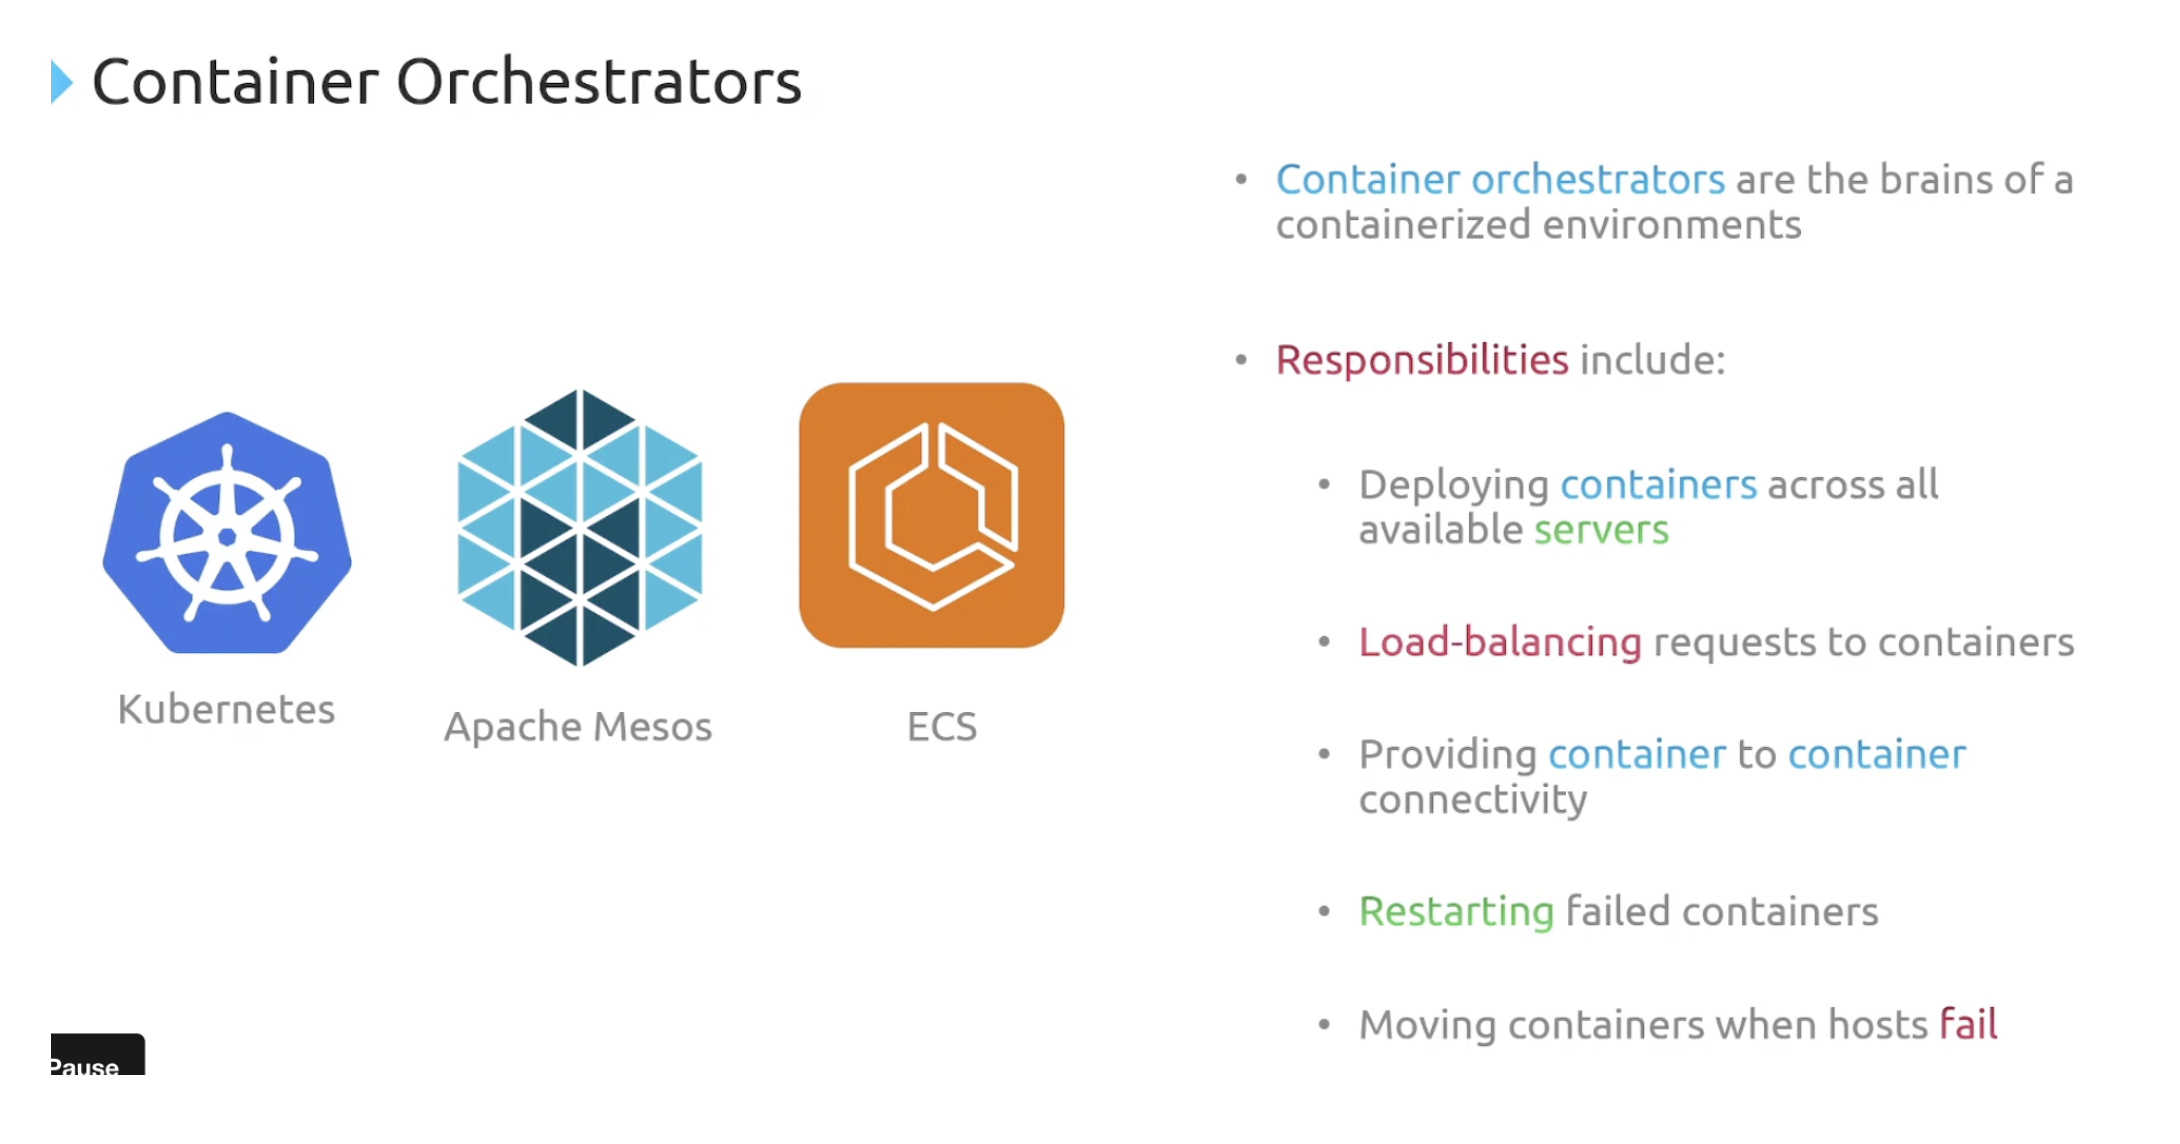 Container Orchestrators
Kubernetes
Apache Mesos
ECS
• Container orchestrators are the brains of a
containerized environments
• Responsibilities include:
• Deploying containers across all
available servers
• Load-balancing requests to containers
• Providing container to container
connectivity
• Restarting failed containers
• Moving containers when hosts fail
Pause